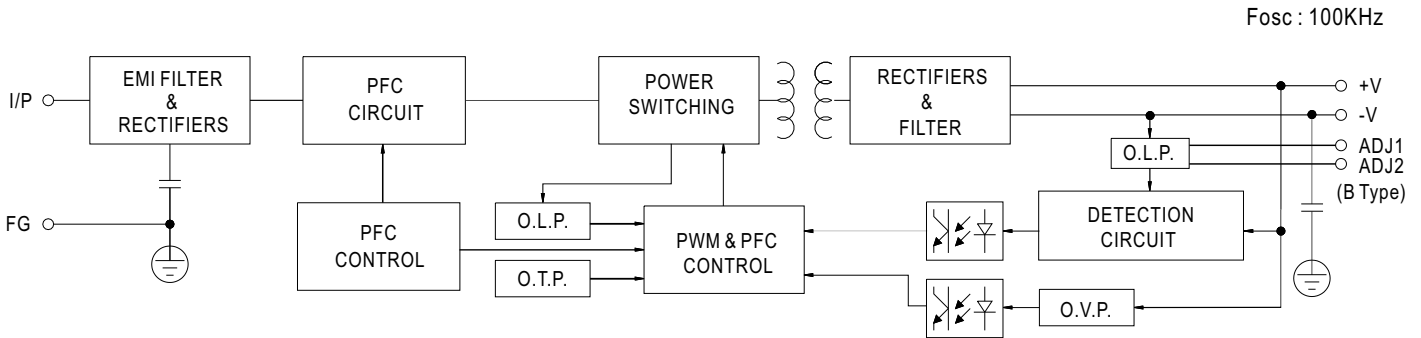 Fosc : 100KHz
I/P
EMI FILTER
&
RECTIFIERS
PFC
CIRCUIT
POWER
SWITCHING
RECTIFIERS
&
FILTER
+V
-V
O.L.P.
ADJ1
ADJ2
(B Type)
FG
PFC
CONTROL
O.L.P.
O.T.P.
PWM & PFC
CONTROL
DETECTION
CIRCUIT
O.V.P.